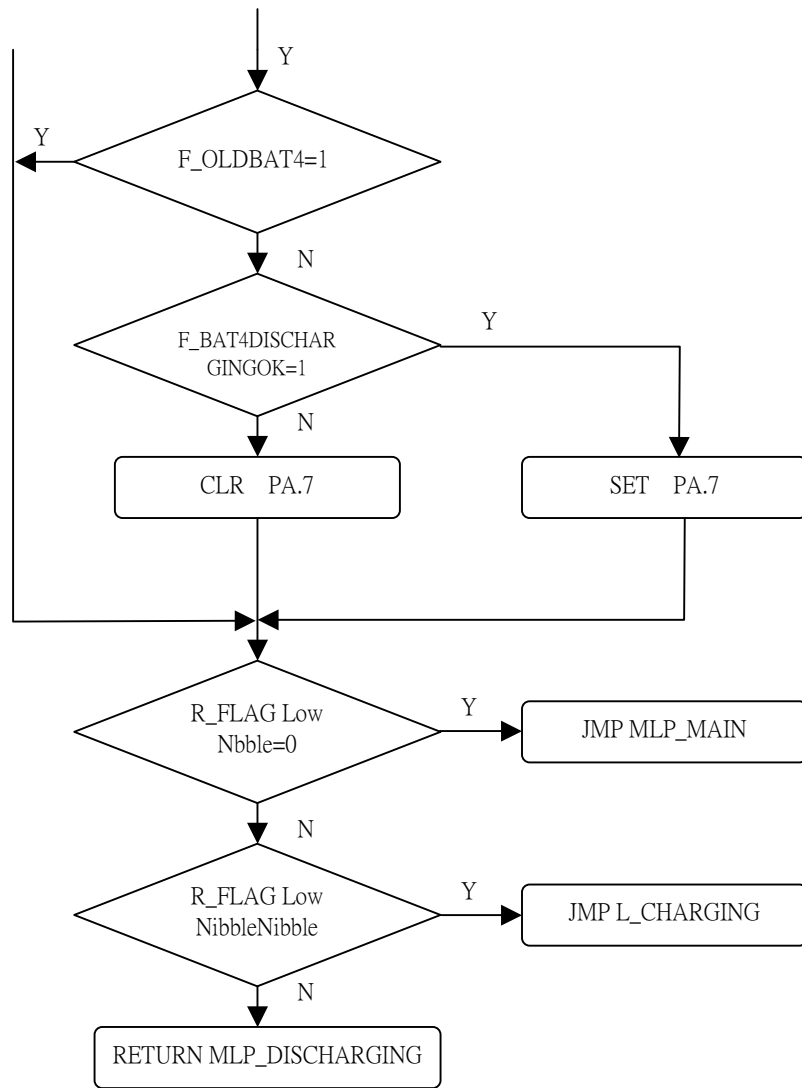 Y
Y
F_OLDBAT4=1
N
Y
F_BAT4DISCHAR
GINGOK=1
N
CLR PA.7
SET PA.7
R_FLAG Low
Nbble=0
Y
JMP MLP_MAIN
N
R_FLAG Low
NibbleNibble
Y
JMP L_CHARGING
N
RETURN MLP_DISCHARGING